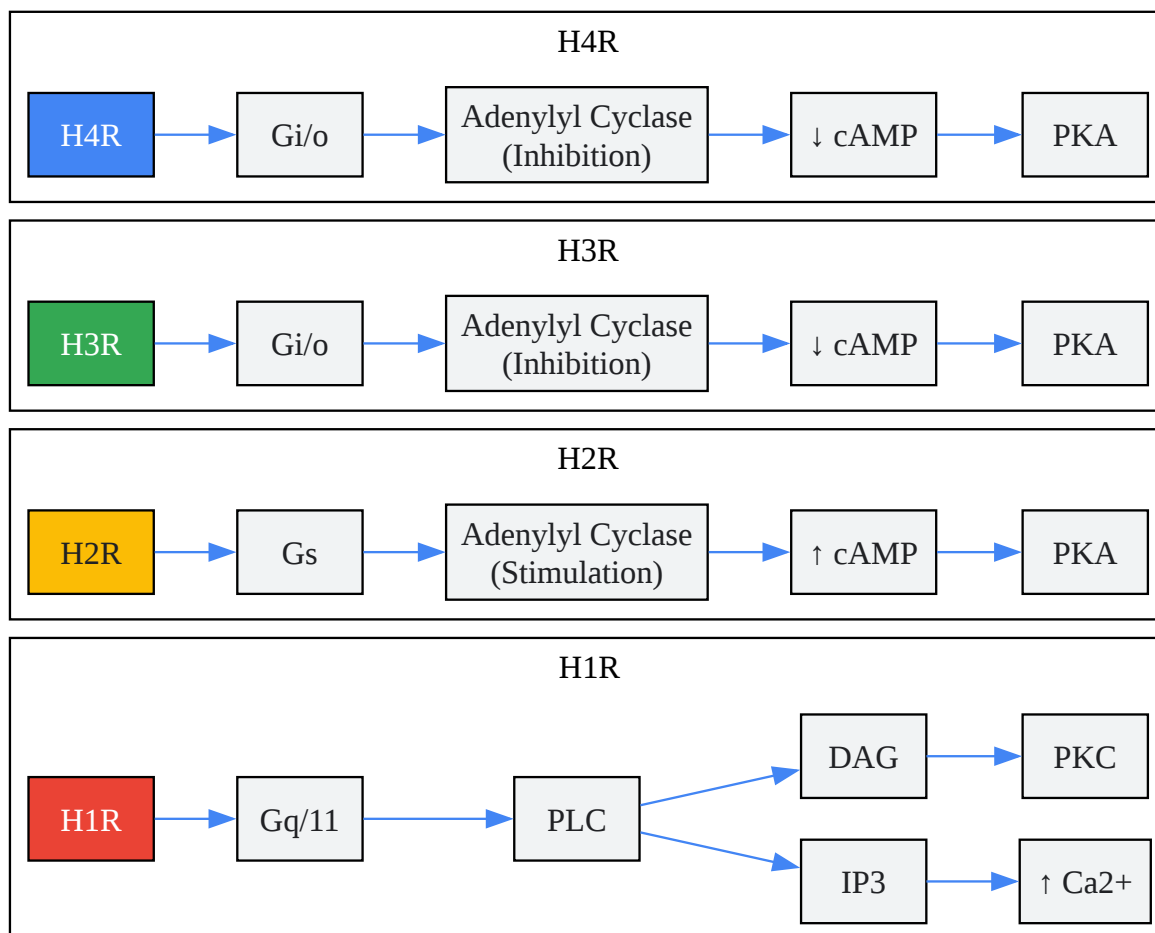 H4R
H4R
Gi/o
Adenylyl Cyclase
(Inhibition)
↓ cAMP
PKA
H3R
H3R
Gi/o
Adenylyl Cyclase
(Inhibition)
↓ cAMP
PKA
H2R
H2R
Gs
Adenylyl Cyclase
(Stimulation)
↑ cAMP
PKA
H1R
H1R
Gq/11
PLC
DAG
PKC
IP3
↑ Ca2+